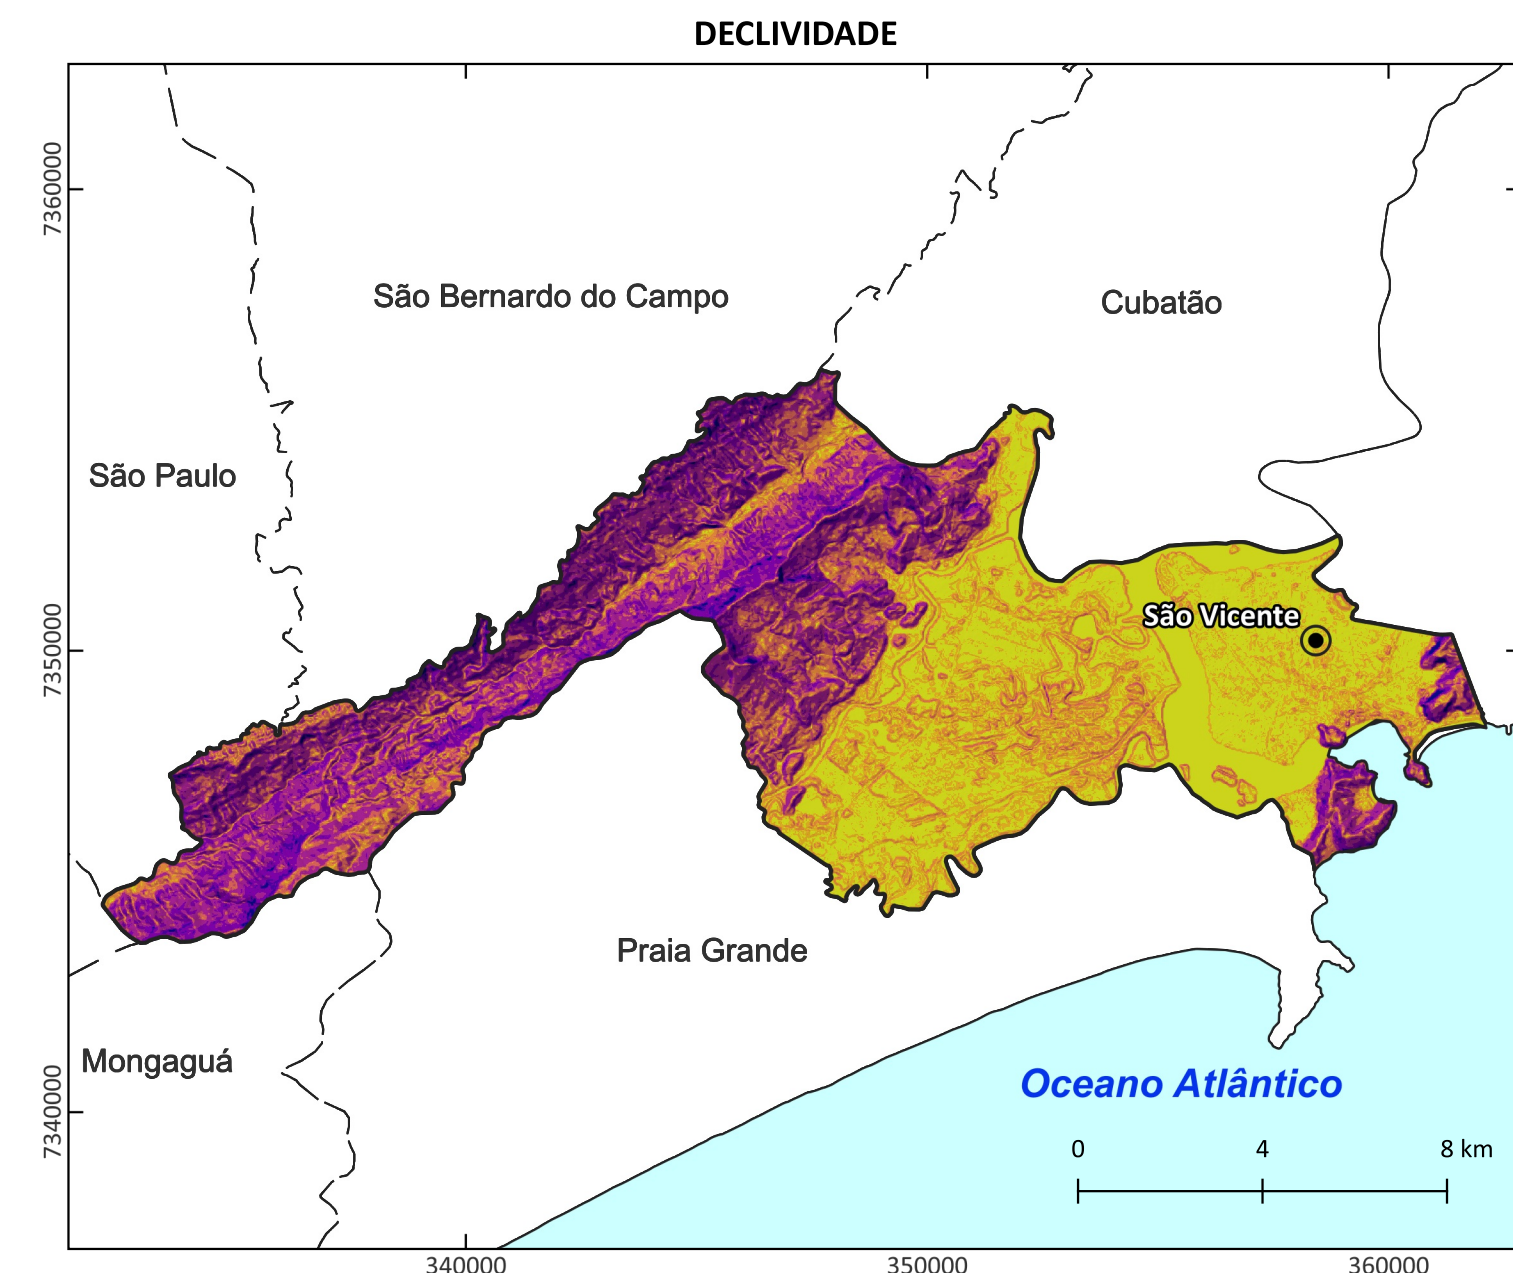 DECLIVIDADE
7360000
São Bernardo do Campo
Cubatão
São Paulo
São Vicente
7350000
Praia Grande
Mongaguá
Oceano Atlântico
7340000
0 4 8 km
340000 350000 360000